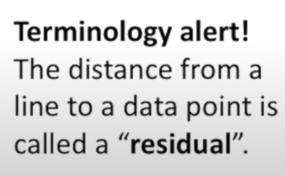 Terminology alert!
The distance from a
line to a data point is
called a “residual”.